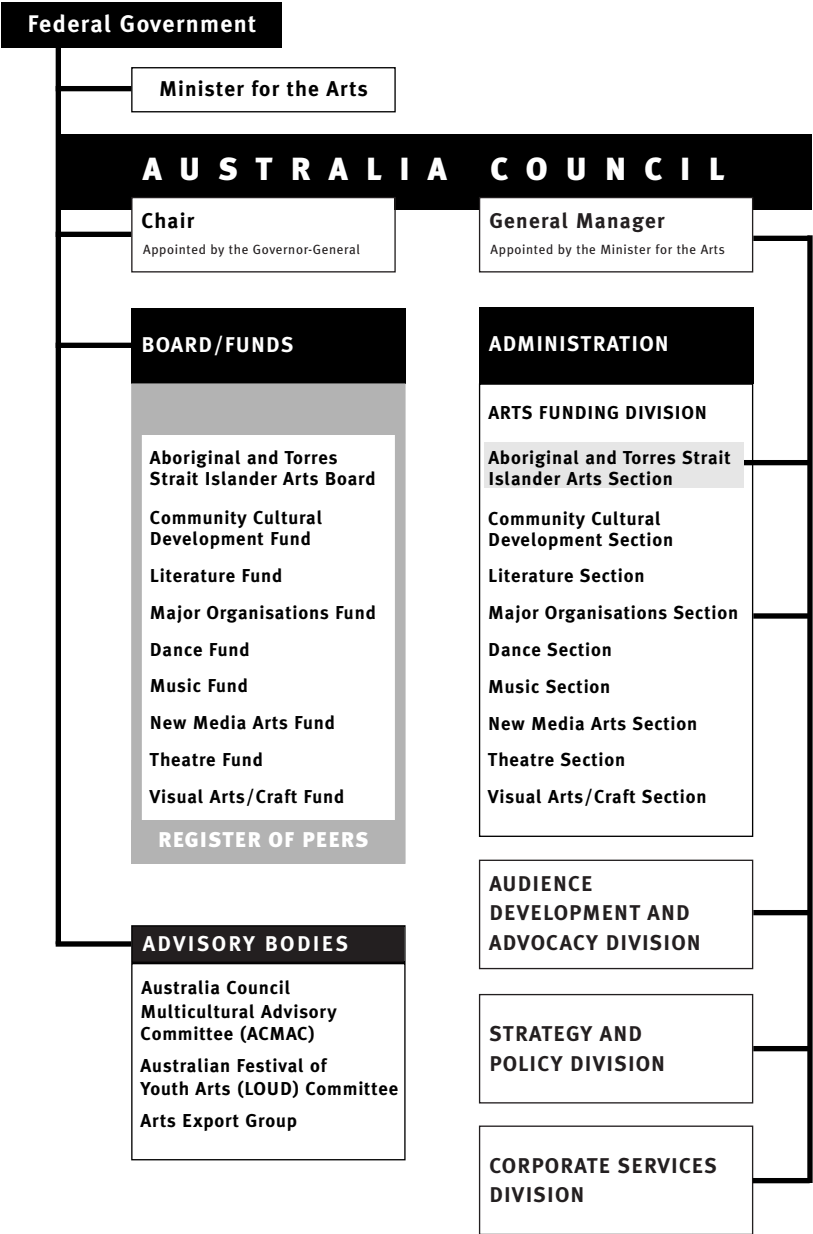 Federal Government
Minister for the Arts
AUSTRALIA COUNCIL
Chair
Appointed by the Governor-General
General Manager
Appointed by the Minister for the Arts
BOARD/FUNDS
Aboriginal and Torres
Strait Islander Arts Board
Community Cultural
Development Fund
Literature Fund
Major Organisations Fund
Dance Fund
Music Fund
New Media Arts Fund
Theatre Fund
Visual Arts/Craft Fund
REGISTER OF PEERS
ADVISORY BODIES
Australia Council
Multicultural Advisory
Committee (ACMAC)
Australian Festival of
Youth Arts (LOUD) Committee
Arts Export Group
ADMINISTRATION
ARTS FUNDING DIVISION
Aboriginal and Torres Strait
Islander Arts Section
Community Cultural
Development Section
Literature Section
Major Organisations Section
Dance Section
Music Section
New Media Arts Section
Theatre Section
Visual Arts/Craft Section
AUDIENCE
DEVELOPMENT AND
ADVOCACY DIVISION
STRATEGY AND
POLICY DIVISION
CORPORATE SERVICES
DIVISION